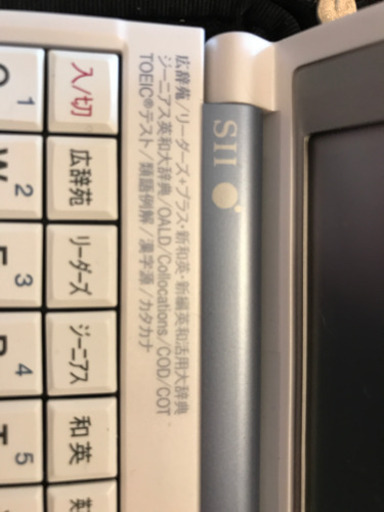 広辞苑/リーダーズ+プラス・新和英・新編英和活用大辞典
ジーニアス英和大辞典/OALD/Collocations/COD/COT
TOEIC®テスト/類語例解/漢字源/カタカナ
SII
入/切
広辞苑
リーダーズ
ジーニアス
和英
1
2
3
4
5